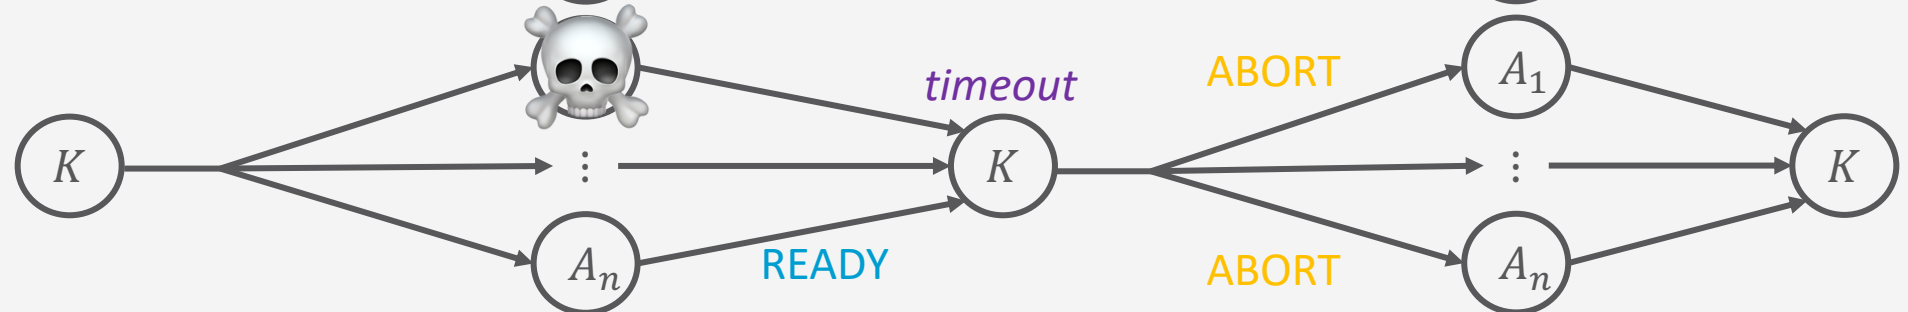 timeout
ABORT
A₁
K
⋮
K
⋮
K
Aₙ
READY
ABORT
Aₙ